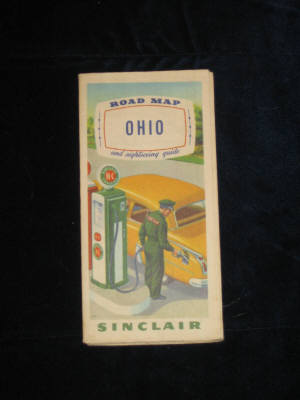 ROAD MAP
OHIO
and sightseeing guide
H-C
SINCLAIR